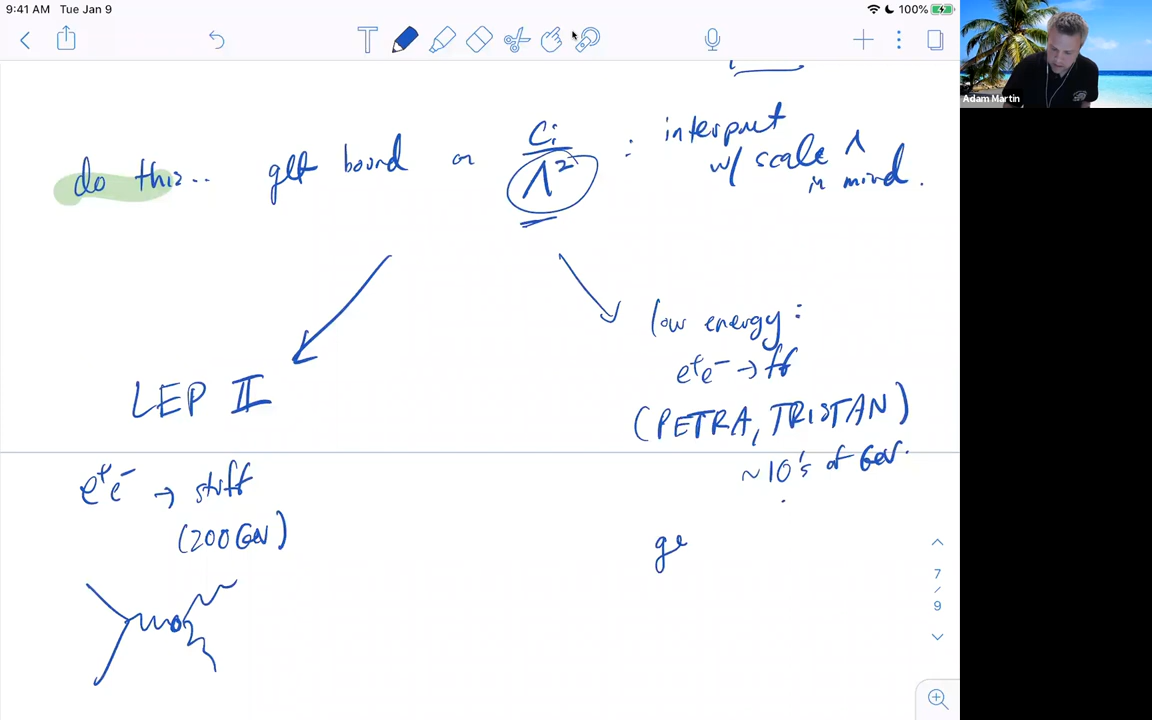 9:41 AM Tue Jan 9
100%
Adam Martin
do this.. get bound on Ci / Λ² : interpret w/ scale Λ in mind.
LEP II
e+e- → stuff
(200 GeV)
low energy:
e+e- → ff
(PETRA, TRISTAN)
~10's of GeV.
ge
7
/
9